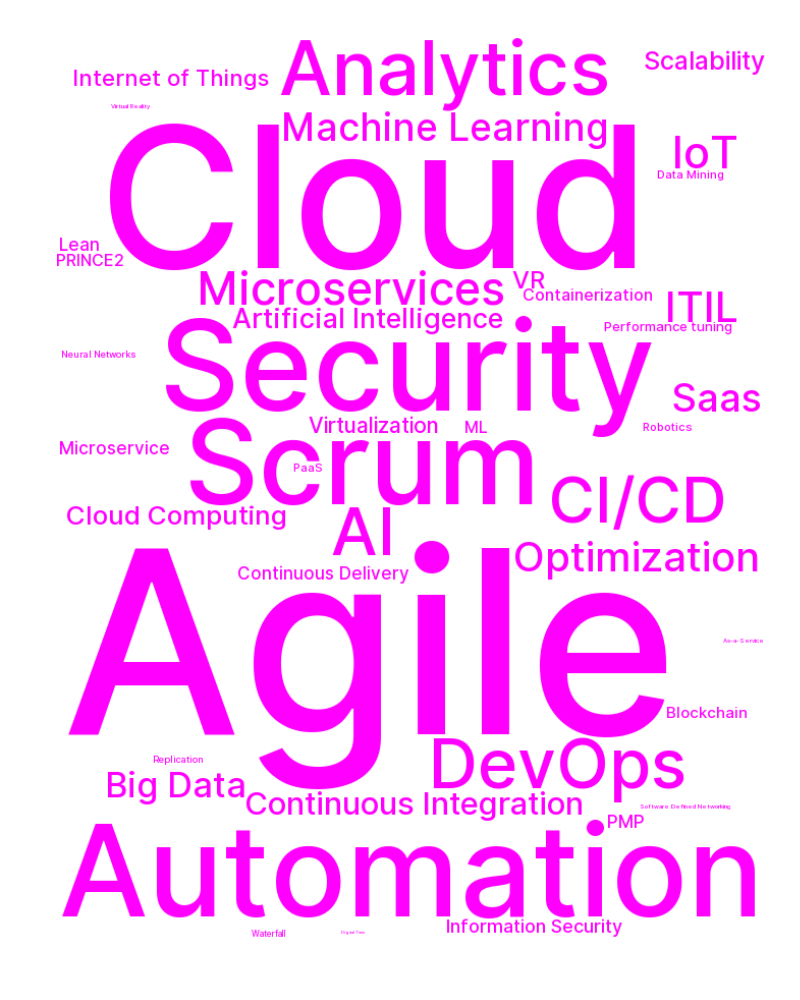 Analytics
Scalability
Internet of Things
Virtual Reality
Machine Learning
Cloud
IoT
Data Mining
Lean
PRINCE2
Microservices
VR
Containerization
ITIL
Artificial Intelligence
Performance tuning
Security
Neural Networks
Saas
Scrum
Virtualization
ML
Robotics
Microservice
PaaS
CI/CD
Cloud Computing
AI
Optimization
Continuous Delivery
Agile
As-a-Service
Blockchain
DevOps
Replication
Big Data
Continuous Integration
Software Defined Networking
PMP
Automation
Information Security
Waterfall